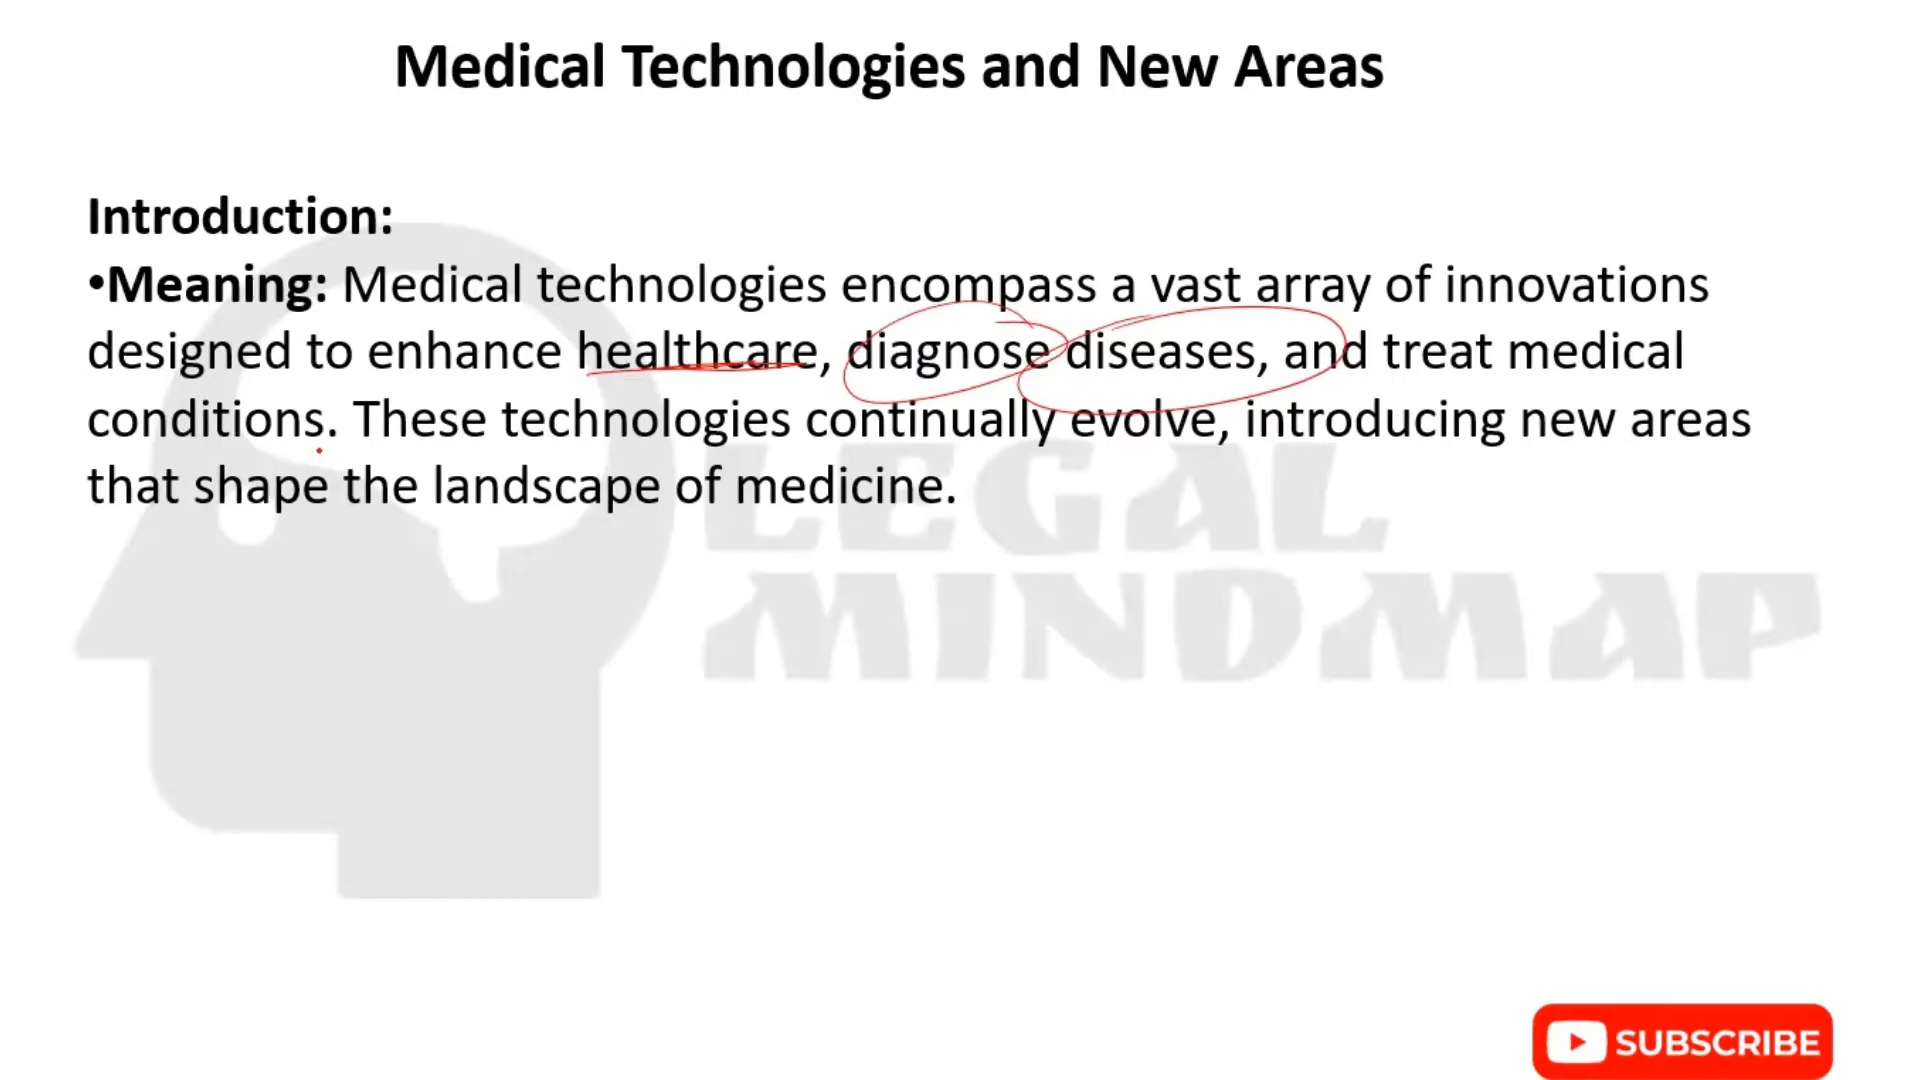 Medical Technologies and New Areas
Introduction:
•Meaning: Medical technologies encompass a vast array of innovations
designed to enhance healthcare, diagnose diseases, and treat medical
conditions. These technologies continually evolve, introducing new areas
that shape the landscape of medicine.
LEGAL
MINDMAP
SUBSCRIBE